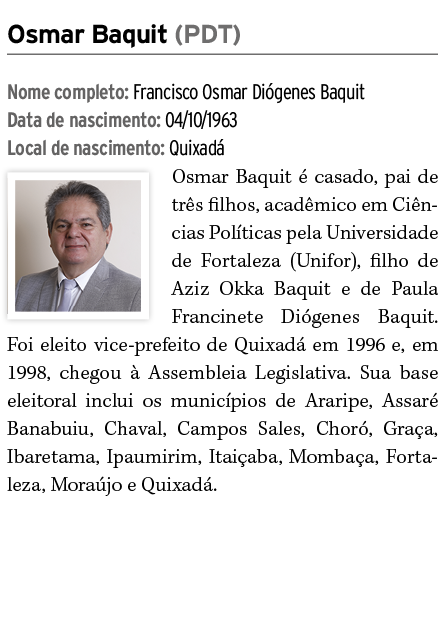 Osmar Baquit (PDT)
Nome completo: Francisco Osmar Diógenes Baquit
Data de nascimento: 04/10/1963
Local de nascimento: Quixadá
Osmar Baquit é casado, pai de
três filhos, acadêmico em Ciên-
cias Políticas pela Universidade
de Fortaleza (Unifor), filho de
Aziz Okka Baquit e de Paula
Francinete Diógenes Baquit.
Foi eleito vice-prefeito de Quixadá em 1996 e, em
1998, chegou à Assembleia Legislativa. Sua base
eleitoral inclui os municípios de Araripe, Assaré
Banabuiu, Chaval, Campos Sales, Choró, Graça,
Ibaretama, Ipaumirim, Itaiçaba, Mombaça, Forta-
leza, Moraújo e Quixadá.